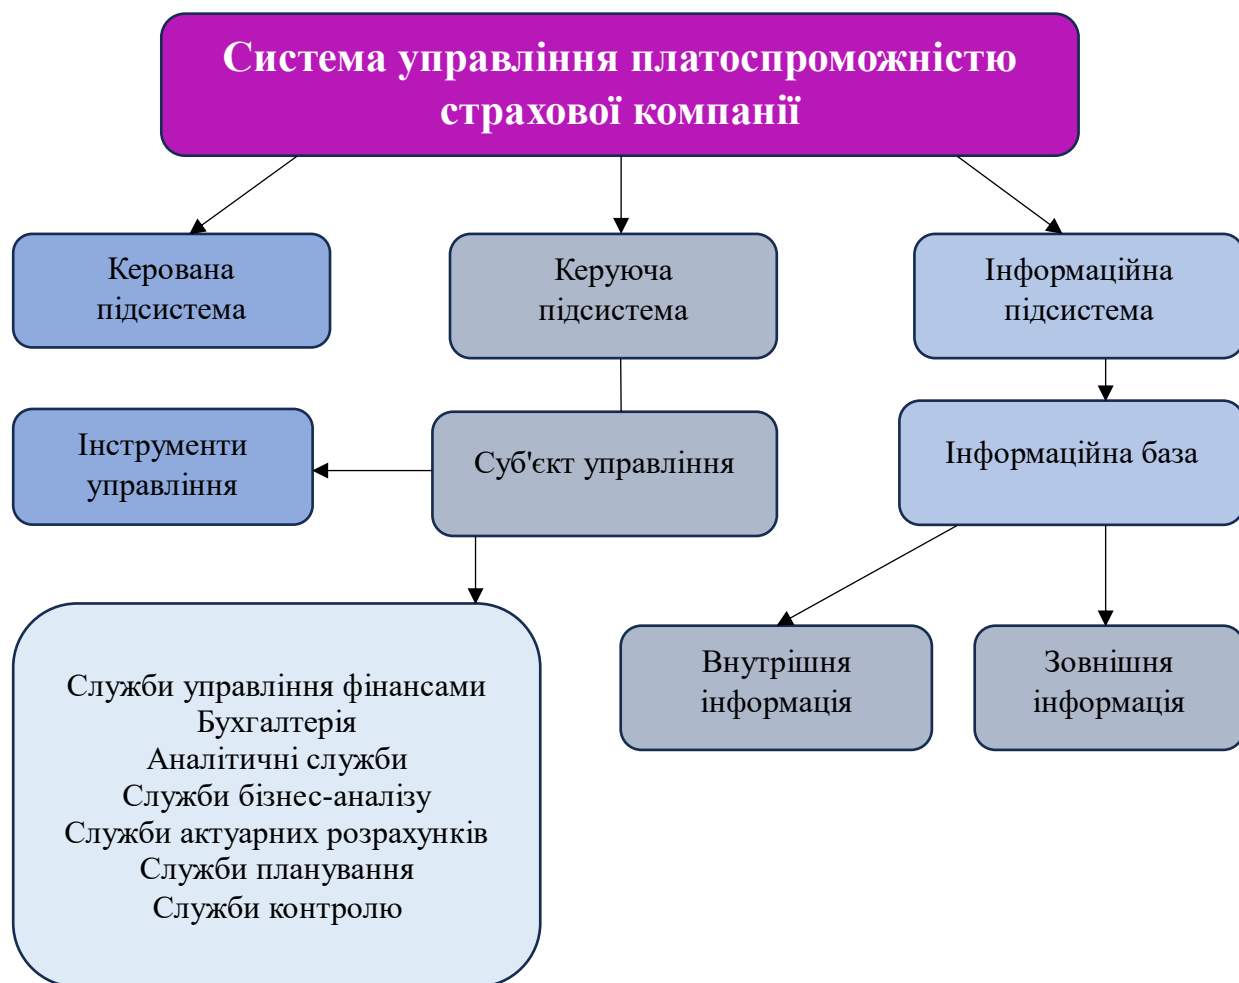 Система управління платоспроможністю
страхової компанії
Керована
підсистема
Керуюча
підсистема
Інформаційна
підсистема
Інструменти
управління
Суб'єкт управління
Інформаційна база
Внутрішня
інформація
Зовнішня
інформація
Служби управління фінансами
Бухгалтерія
Аналітичні служби
Служби бізнес-аналізу
Служби актуарних розрахунків
Служби планування
Служби контролю